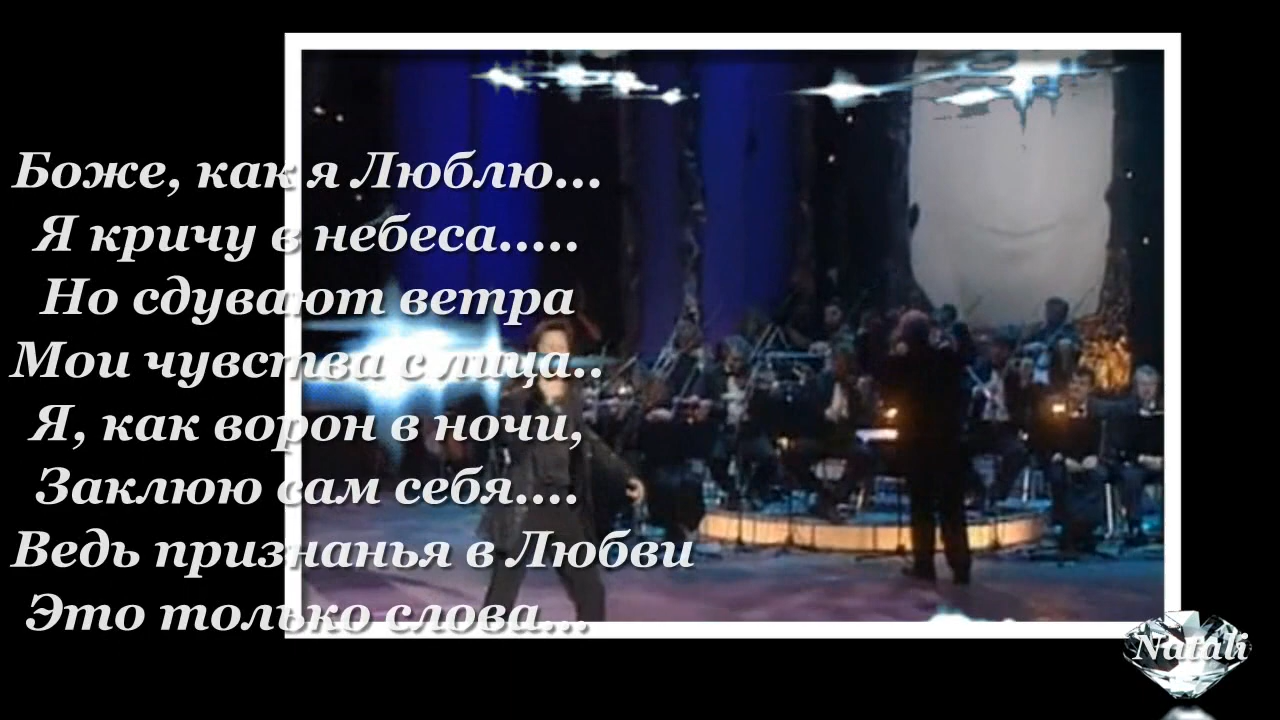 Боже, как я Люблю...
Я кричу в небеса.....
Но сдувают ветра
Мои чувства с лица..
Я, как ворон в ночи,
Заклюю сам себя....
Ведь признанья в Любви
Это только слова...
Natali